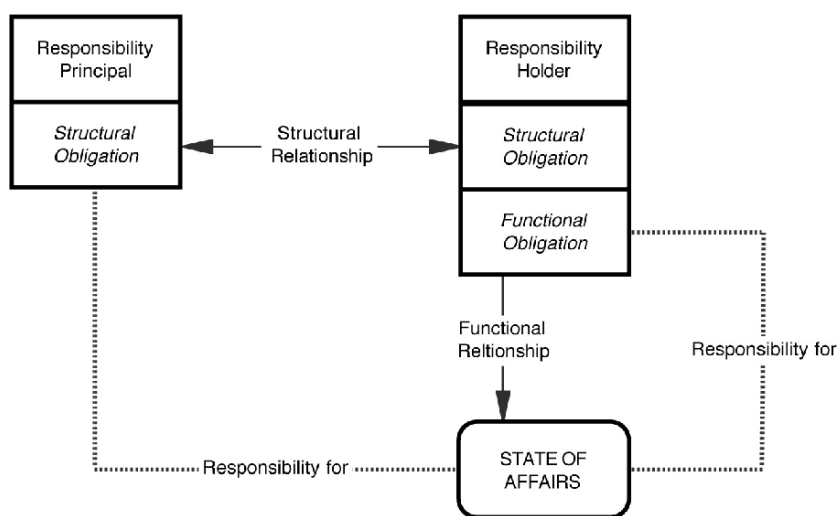 Responsibility
Principal
Structural
Obligation
Structural
Relationship
Responsibility
Holder
Structural
Obligation
Functional
Obligation
Functional
Reltionship
Responsibility for
Responsibility for
STATE OF
AFFAIRS